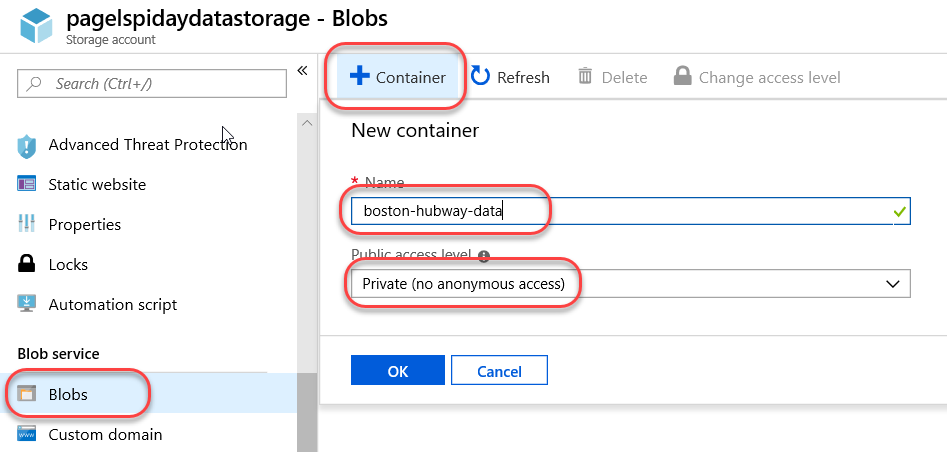 pagelspidaydatastorage - Blobs
Storage account
Search (Ctrl+/)
«
Advanced Threat Protection
Static website
Properties
Locks
Automation script
Blob service
Blobs
Custom domain
+ Container
Refresh
Delete
Change access level
New container
* Name
boston-hubway-data
Public access level
Private (no anonymous access)
OK
Cancel